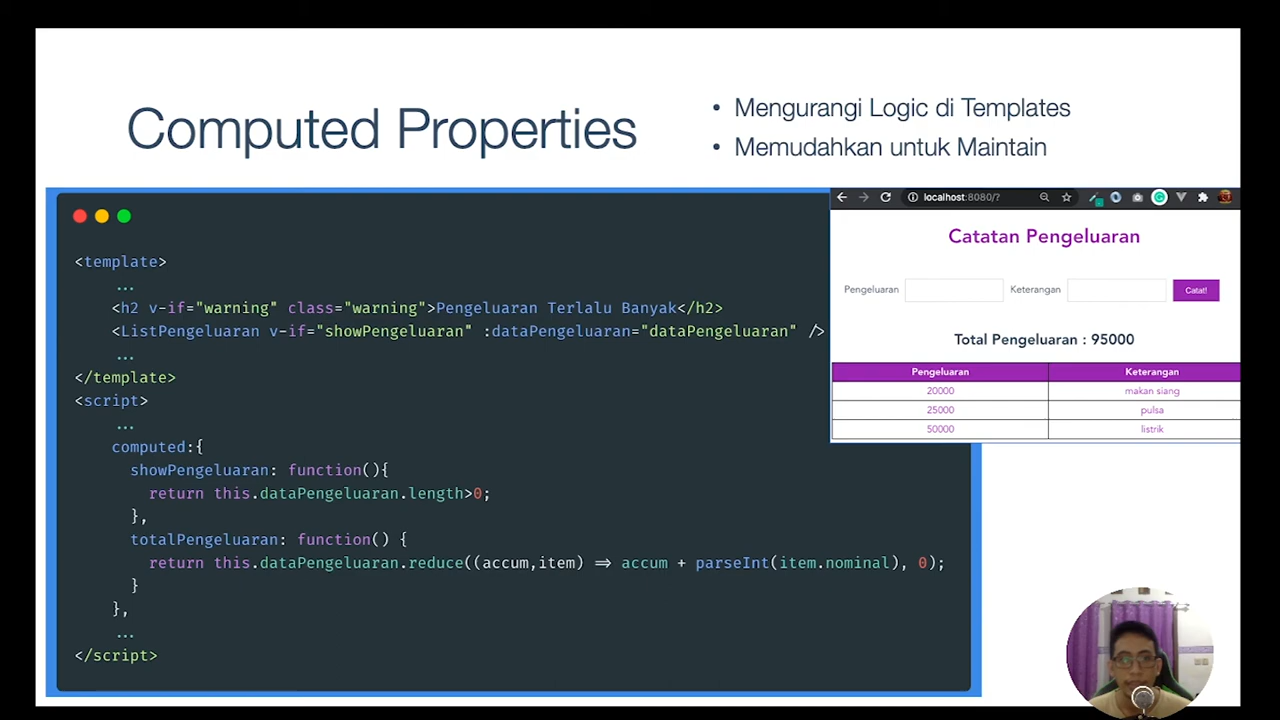 Computed Properties
• Mengurangi Logic di Templates
• Memudahkan untuk Maintain
<template>
...
<h2 v-if="warning" class="warning">Pengeluaran Terlalu Banyak</h2>
<ListPengeluaran v-if="showPengeluaran" :dataPengeluaran="dataPengeluaran" />
...
</template>
<script>
...
computed:{
showPengeluaran: function(){
return this.dataPengeluaran.length>0;
},
totalPengeluaran: function() {
return this.dataPengeluaran.reduce((accum,item) => accum + parseInt(item.nominal), 0);
}
},
...
</script>
localhost:8080/?
Catatan Pengeluaran
Pengeluaran Keterangan Catat!
Total Pengeluaran : 95000
Pengeluaran Keterangan
20000 makan siang
25000 pulsa
50000 listrik